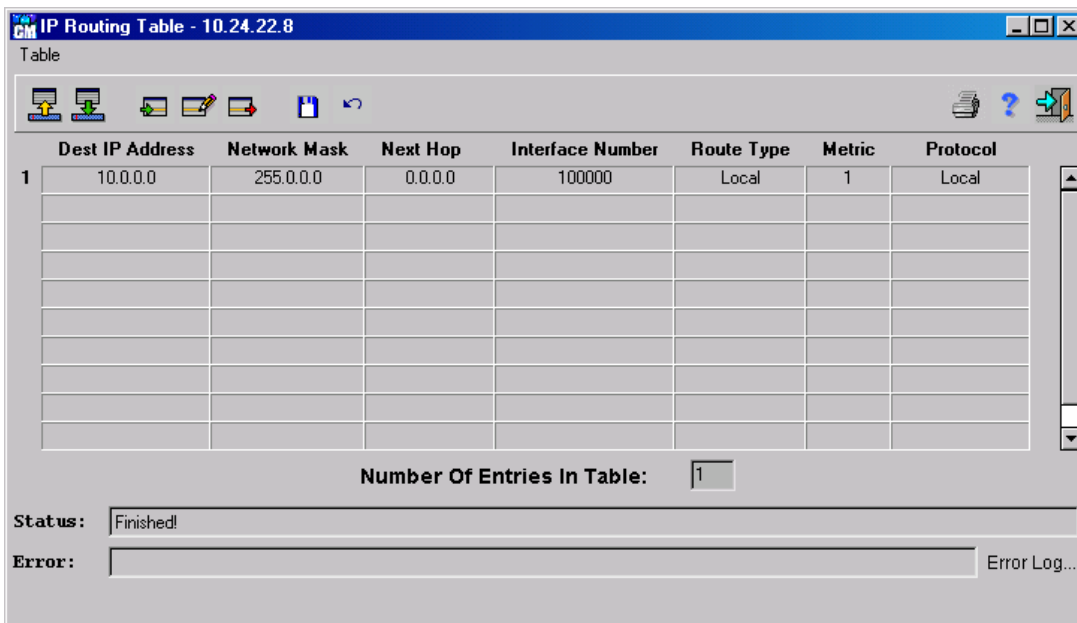 IP Routing Table - 10.24.22.8
Table
Dest IP Address Network Mask Next Hop Interface Number Route Type Metric Protocol
1 10.0.0.0 255.0.0.0 0.0.0.0 100000 Local 1 Local
Number Of Entries In Table: 1
Status: Finished!
Error: Error Log...